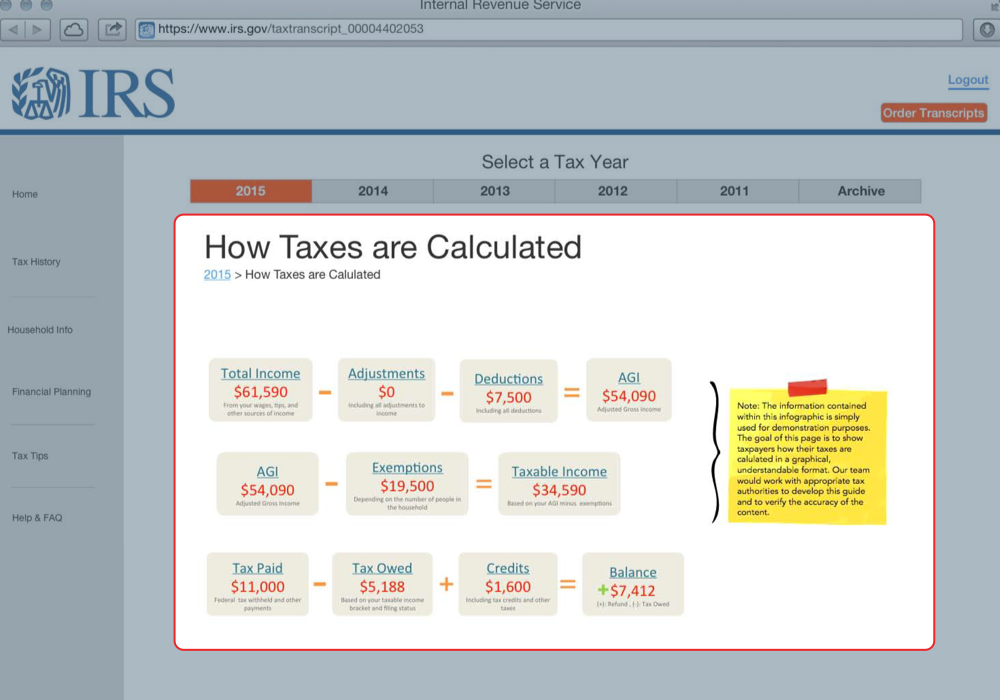 Internal Revenue Service
https://www.irs.gov/taxtranscript_00004402053
IRS
Logout
Order Transcripts
Select a Tax Year
2015 2014 2013 2012 2011 Archive
Home
Tax History
Household Info
Financial Planning
Tax Tips
Help & FAQ
How Taxes are Calculated
2015 > How Taxes are Calulated
Total Income
$61,590
From your wages, tips, and
other sources of income
-
Adjustments
$0
Including all adjustments to
income
-
Deductions
$7,500
Including all deductions
=
AGI
$54,090
Adjusted Gross Income
AGI
$54,090
Adjusted Gross Income
-
Exemptions
$19,500
Depending on the number of people in
the household
=
Taxable Income
$34,590
Based on your AGI minus exemptions
Tax Paid
$11,000
Federal tax withheld and other
payments
-
Tax Owed
$5,188
Based on your taxable income
bracket and filing status
+
Credits
$1,600
Including tax credits and other
taxes
=
Balance
+$7,412
(+): Refund , (-): Tax Owed
Note: The information contained
within this infographic is simply
used for demonstration purposes.
The goal of this page is to show
taxpayers how their taxes are
calulated in a graphical,
understandable format. Our team
would work with appropriate tax
authorities to develop this guide
and to verify the accuracy of the
content.